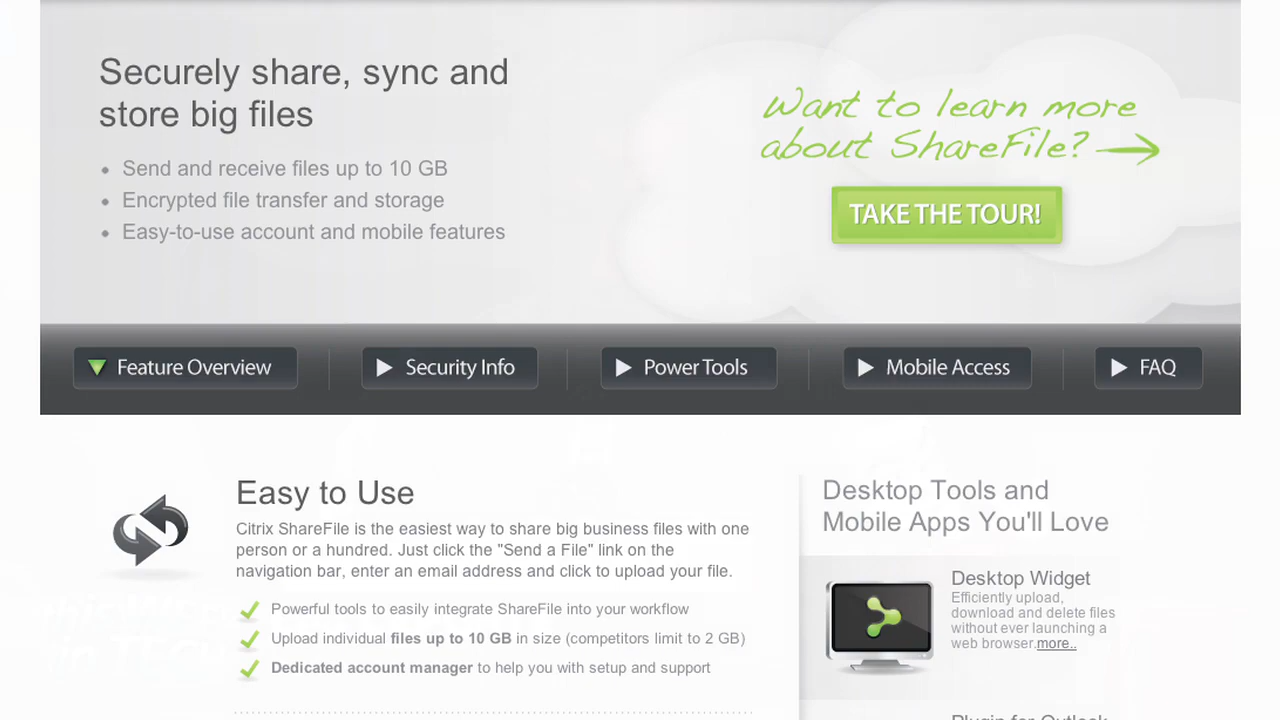 Securely share, sync and
store big files
Send and receive files up to 10 GB
Encrypted file transfer and storage
Easy-to-use account and mobile features
Want to learn more
about ShareFile?
TAKE THE TOUR!
Feature Overview
Security Info
Power Tools
Mobile Access
FAQ
Easy to Use
Citrix ShareFile is the easiest way to share big business files with one
person or a hundred. Just click the "Send a File" link on the
navigation bar, enter an email address and click to upload your file.
Powerful tools to easily integrate ShareFile into your workflow
Upload individual files up to 10 GB in size (competitors limit to 2 GB)
Dedicated account manager to help you with setup and support
Desktop Tools and
Mobile Apps You'll Love
Desktop Widget
Efficiently upload,
download and delete files
without ever launching a
web browser.more..
Plugin for Outlook